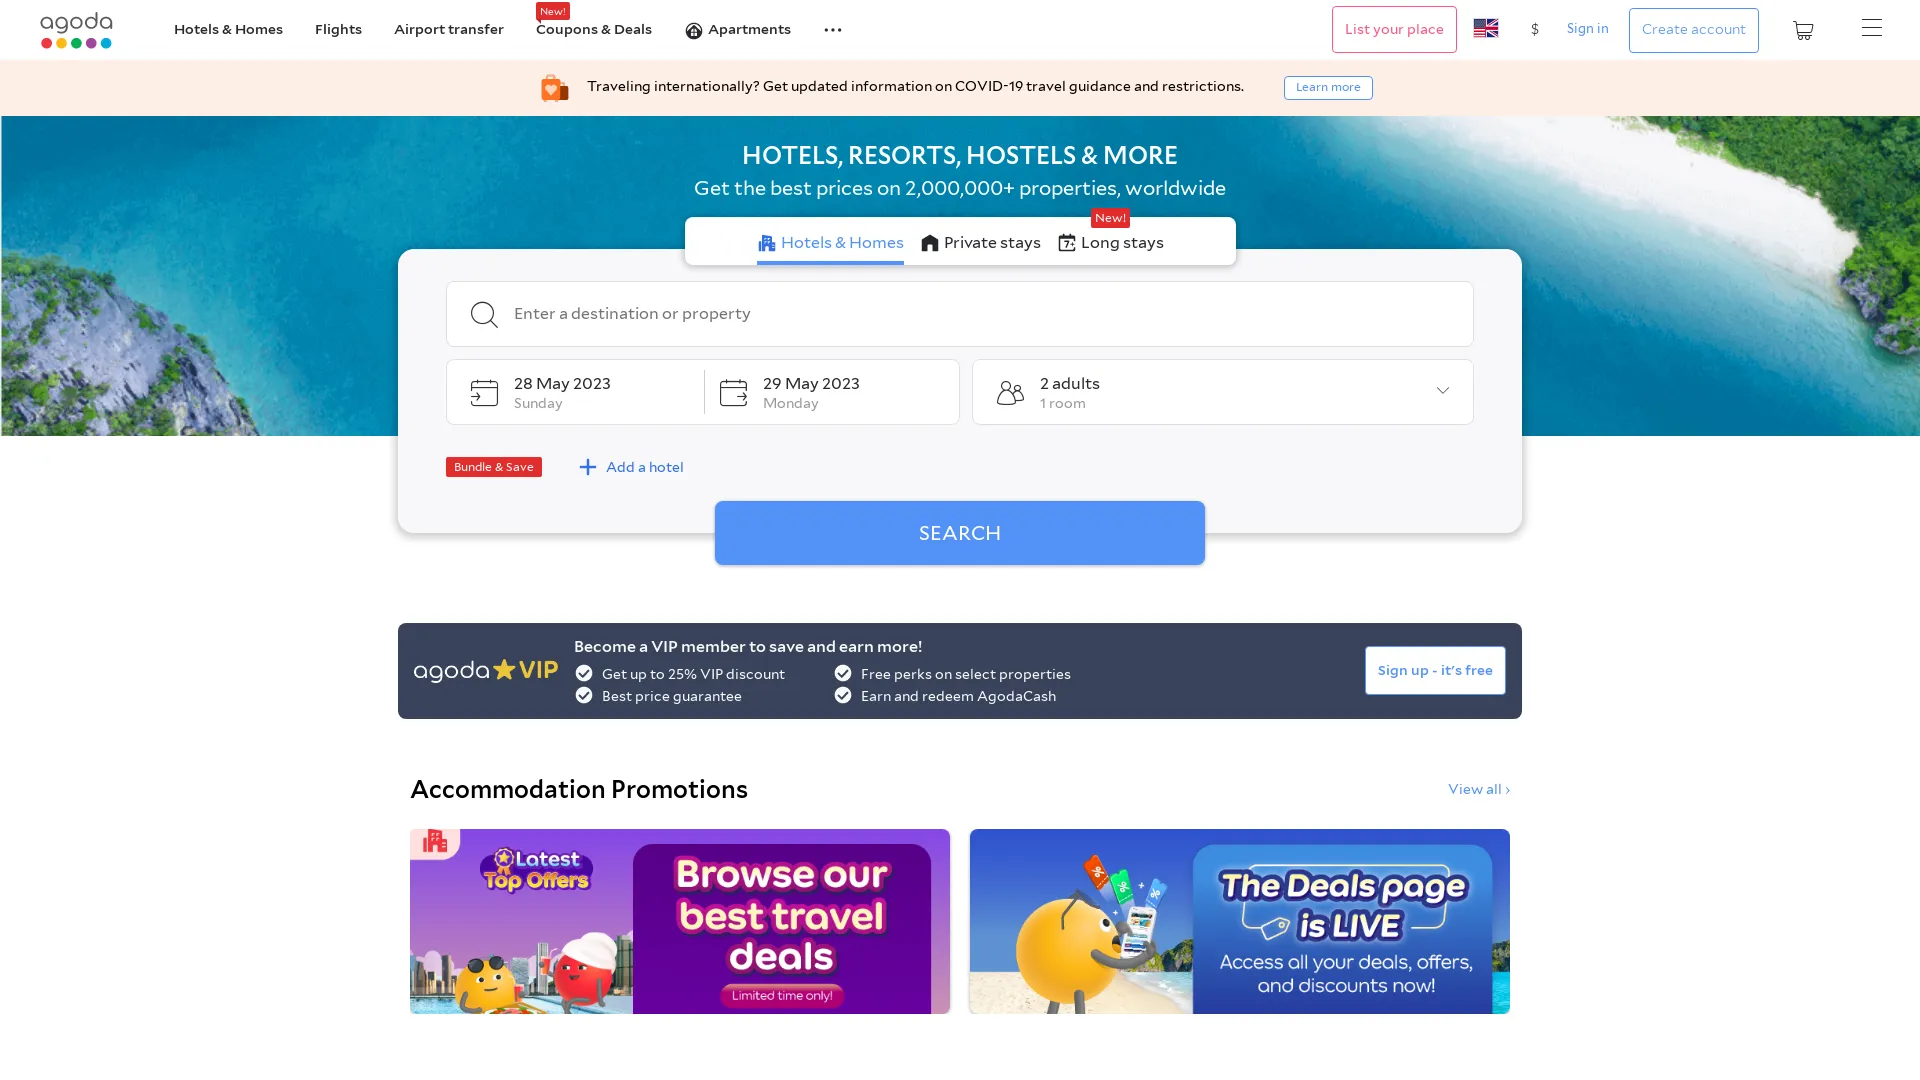 agoda
Hotels & Homes
Flights
Airport transfer
New!
Coupons & Deals
Apartments
List your place
$
Sign in
Create account
Traveling internationally? Get updated information on COVID-19 travel guidance and restrictions.
Learn more
HOTELS, RESORTS, HOSTELS & MORE
Get the best prices on 2,000,000+ properties, worldwide
Hotels & Homes
Private stays
New!
7
Long stays
Enter a destination or property
28 May 2023
Sunday
29 May 2023
Monday
2 adults
1 room
Bundle & Save
Add a hotel
SEARCH
agoda VIP
Become a VIP member to save and earn more!
Get up to 25% VIP discount
Free perks on select properties
Best price guarantee
Earn and redeem AgodaCash
Sign up - it's free
Accommodation Promotions
View all ›
Latest
Top Offers
Browse our
best travel
deals
Limited time only!
The Deals page
is LIVE
Access all your deals, offers,
and discounts now!